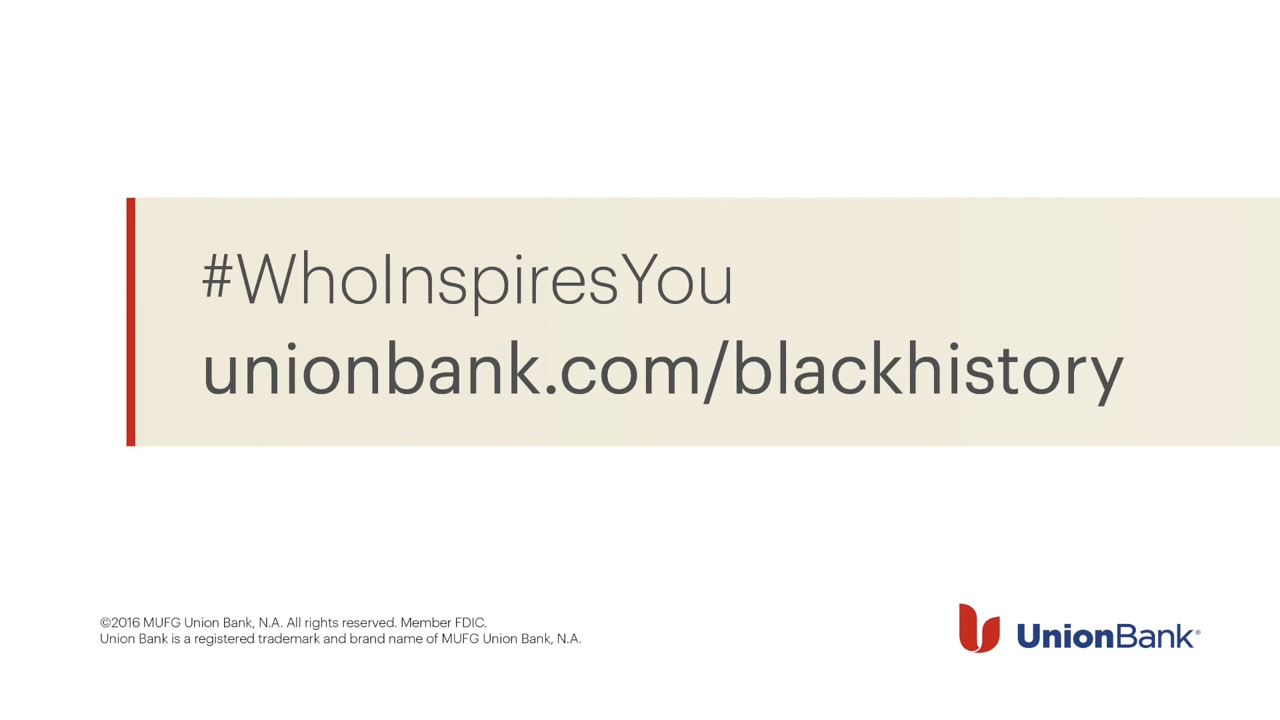 #WhoInspiresYou
unionbank.com/blackhistory
©2016 MUFG Union Bank, N.A. All rights reserved. Member FDIC.
Union Bank is a registered trademark and brand name of MUFG Union Bank, N.A.
UnionBank®